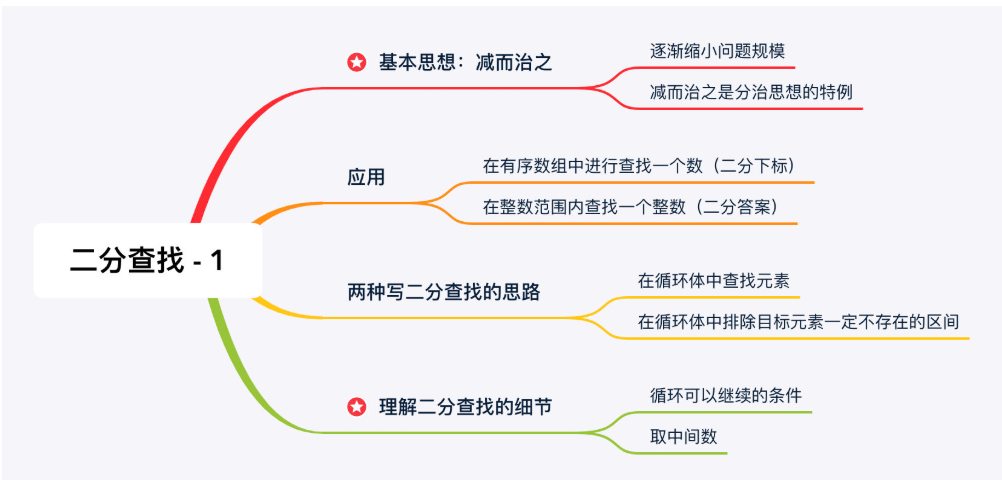 基本思想：减而治之
逐渐缩小问题规模
减而治之是分治思想的特例
应用
在有序数组中进行查找一个数（二分下标）
在整数范围内查找一个整数（二分答案）
二分查找 - 1
两种写二分查找的思路
在循环体中查找元素
在循环体中排除目标元素一定不存在的区间
理解二分查找的细节
循环可以继续的条件
取中间数